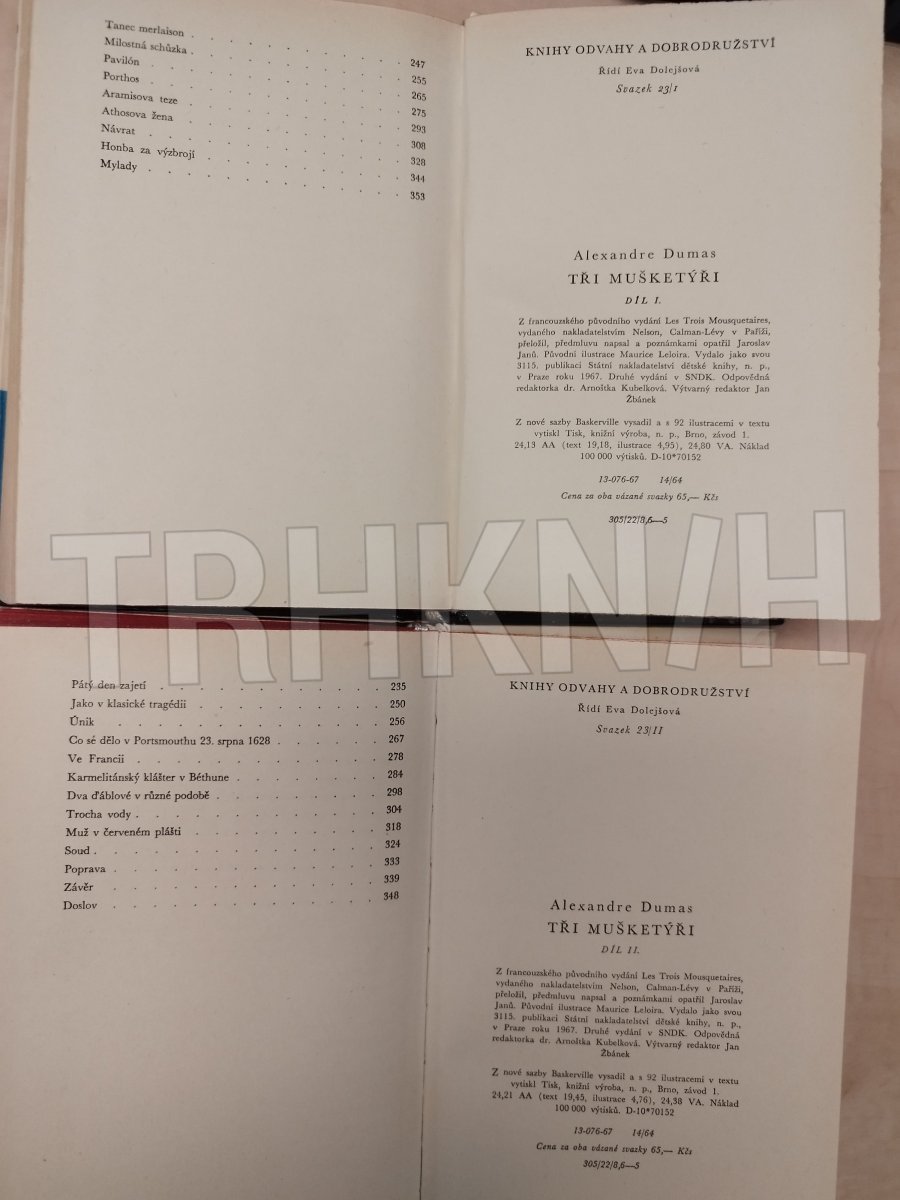 Tanec merlaison . . . . . . . . . . 247
Milostná schůzka . . . . . . . . . . 255
Pavilón . . . . . . . . . . . . 265
Porthos . . . . . . . . . . . . 275
Aramisova teze . . . . . . . . . . 293
Athosova žena . . . . . . . . . . 308
Návrat . . . . . . . . . . . . 328
Honba za výzbrojí . . . . . . . . . 344
Mylady . . . . . . . . . . . . 353
KNIHY ODVAHY A DOBRODRUŽSTVÍ
Řídí Eva Dolejšová
Svazek 23/I
Alexandre Dumas
TŘI MUŠKETÝŘI
DÍL I.
Z francouzského původního vydání Les Trois Mousquetaires,
vydaného nakladatelstvím Nelson, Calman-Lévy v Paříži,
přeložil, předmluvu napsal a poznámkami opatřil Jaroslav
Janů. Původní ilustrace Maurice Leloira. Vydalo jako svou
3115. publikaci Státní nakladatelství dětské knihy, n. p.,
v Praze roku 1967. Druhé vydání v SNDK. Odpovědná
redaktorka dr. Arnoštka Kubelková. Výtvarný redaktor Jan
Žbánek
Z nové sazby Baskerville vysadil a s 92 ilustracemi v textu
vytiskl Tisk, knižní výroba, n. p., Brno, závod 1.
24,13 AA (text 19,18, ilustrace 4,95), 24,80 VA. Náklad
100 000 výtisků. D-10*70152
13-076-67 14/64
Cena za oba vázané svazky 65,— Kčs
305/22/8,6—5
TRHKNIH
Pátý den zajetí . . . . . . . . . . 235
Jako v klasické tragédii . . . . . . . . 250
Únik . . . . . . . . . . . . 256
Co se dělo v Portsmouthu 23. srpna 1628 . . . . . 267
Ve Francii . . . . . . . . . . . 278
Karmelitánský klášter v Béthune . . . . . . 284
Dva ďáblové v různé podobě . . . . . . . 298
Trocha vody . . . . . . . . . . . 304
Muž v červeném plášti . . . . . . . . 318
Soud . . . . . . . . . . . . 324
Poprava . . . . . . . . . . . 333
Závěr . . . . . . . . . . . . 339
Doslov . . . . . . . . . . . 348
KNIHY ODVAHY A DOBRODRUŽSTVÍ
Řídí Eva Dolejšová
Svazek 23/II
Alexandre Dumas
TŘI MUŠKETÝŘI
DÍL II.
Z francouzského původního vydání Les Trois Mousquetaires,
vydaného nakladatelstvím Nelson, Calman-Lévy v Paříži,
přeložil, předmluvu napsal a poznámkami opatřil Jaroslav
Janů. Původní ilustrace Maurice Leloira. Vydalo jako svou
3115. publikaci Státní nakladatelství dětské knihy, n. p.,
v Praze roku 1967. Druhé vydání v SNDK. Odpovědná
redaktorka dr. Arnoštka Kubelková. Výtvarný redaktor Jan
Žbánek
Z nové sazby Baskerville vysadil a s 92 ilustracemi v textu
vytiskl Tisk, knižní výroba, n. p., Brno, závod 1.
24,21 AA (text 19,45, ilustrace 4,76), 24,38 VA. Náklad
100 000 výtisků. D-10*70152
13-076-67 14/64
Cena za oba vázané svazky 65,— Kčs
305/22/8,6—5